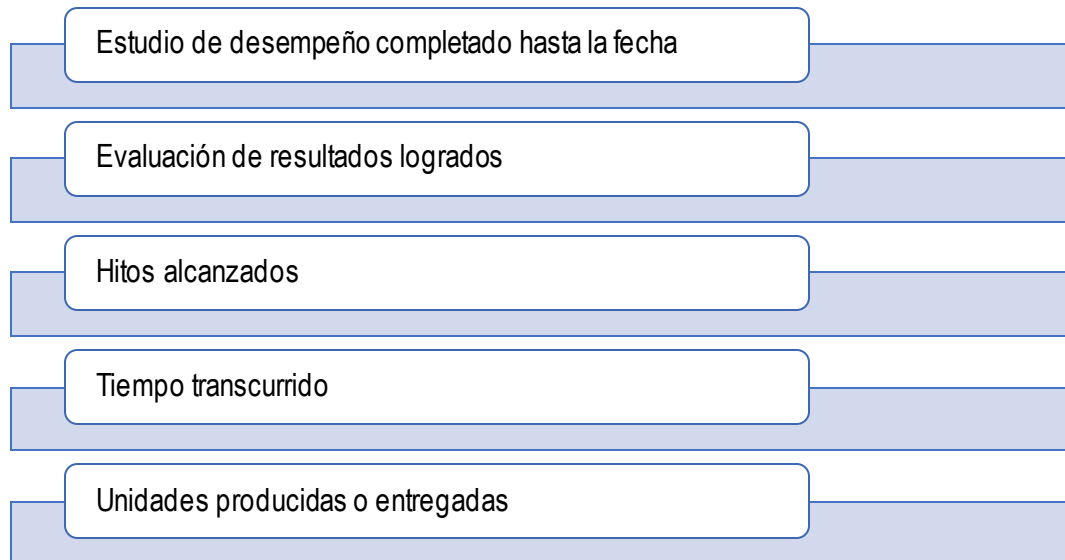 Estudio de desempeño completado hasta la fecha
Evaluación de resultados logrados
Hitos alcanzados
Tiempo transcurrido
Unidades producidas o entregadas